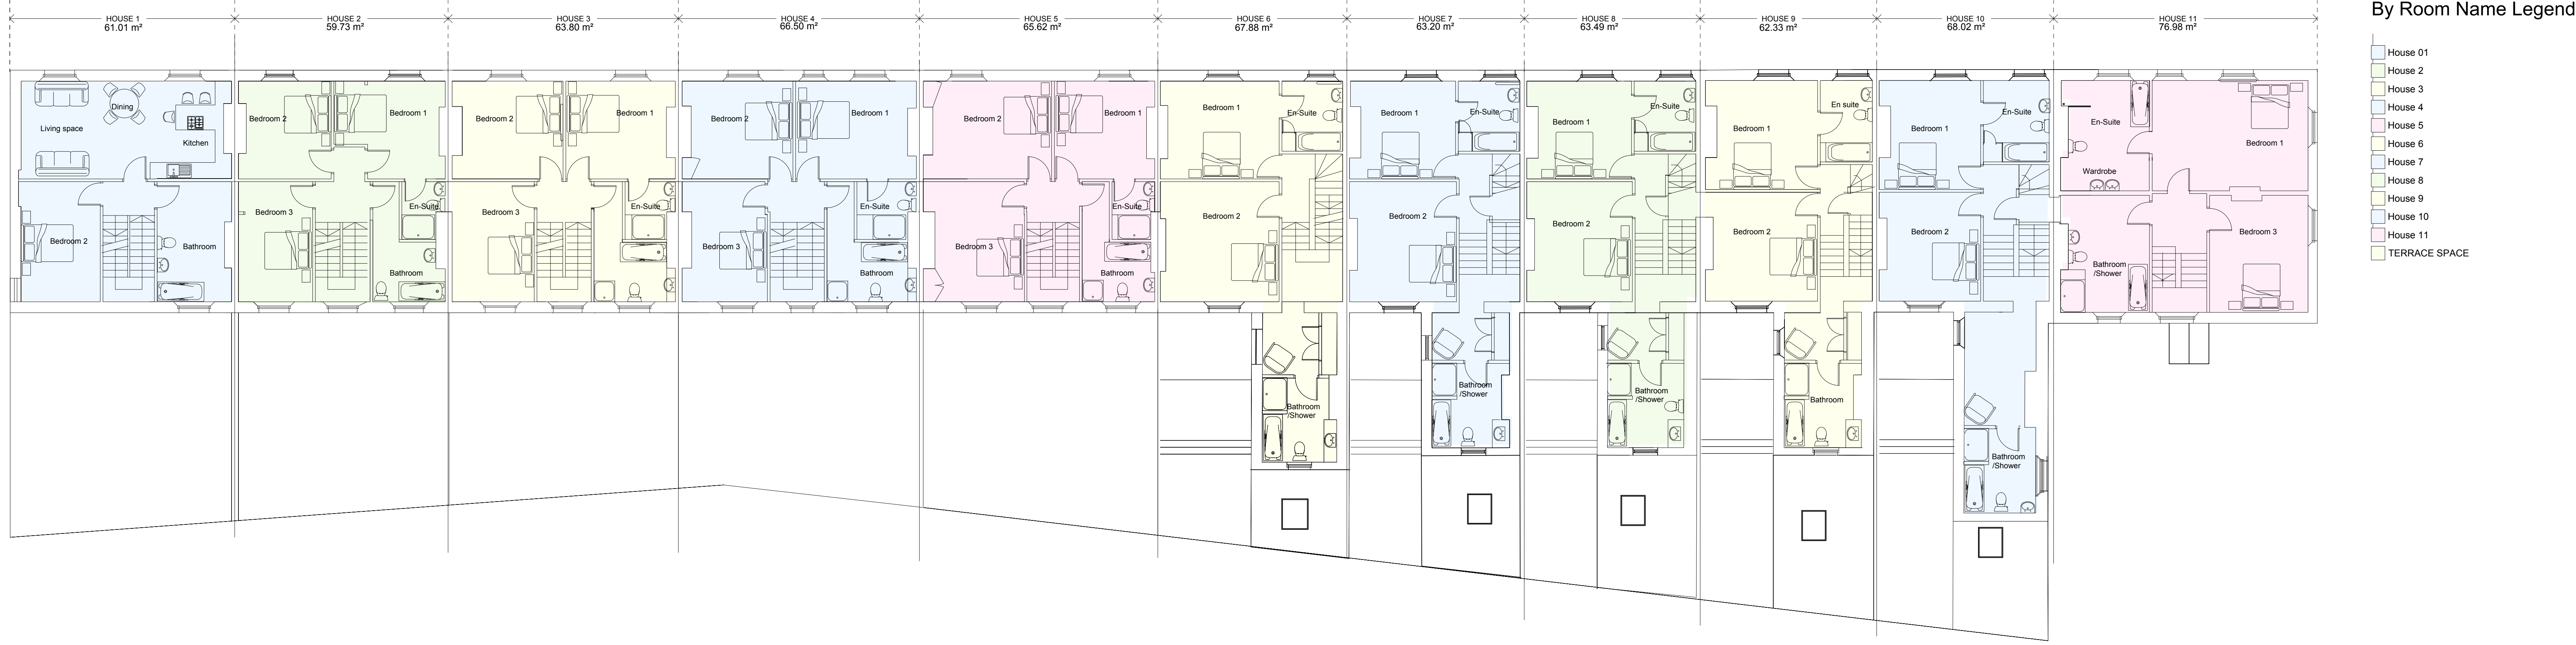 By Room Name Legend
HOUSE 1
61.01 m²
HOUSE 2
59.73 m²
HOUSE 3
63.80 m²
HOUSE 4
66.50 m²
HOUSE 5
65.62 m²
HOUSE 6
67.88 m²
HOUSE 7
63.20 m²
HOUSE 8
63.49 m²
HOUSE 9
62.33 m²
HOUSE 10
68.02 m²
HOUSE 11
76.98 m²
House 01
House 2
House 3
House 4
House 5
House 6
House 7
House 8
House 9
House 10
House 11
TERRACE SPACE
Dining
Living space
Kitchen
Bedroom 2
Bathroom
Bedroom 2
Bedroom 1
Bedroom 3
En-Suite
Bathroom
Bedroom 2
Bedroom 1
Bedroom 3
En-Suite
Bathroom
Bedroom 2
Bedroom 1
Bedroom 3
En-Suite
Bathroom
Bedroom 2
Bedroom 1
Bedroom 3
En-Suite
Bathroom
Bedroom 1
En-Suite
Bedroom 2
Bathroom
/Shower
Bedroom 1
En-Suite
Bedroom 2
Bathroom
/Shower
Bedroom 1
En-Suite
Bedroom 2
Bathroom
/Shower
Bedroom 1
En suite
Bedroom 2
Bathroom
Bedroom 1
En-Suite
Bedroom 2
Bathroom
/Shower
En-Suite
Bedroom 1
Wardrobe
Bedroom 3
Bathroom
/Shower